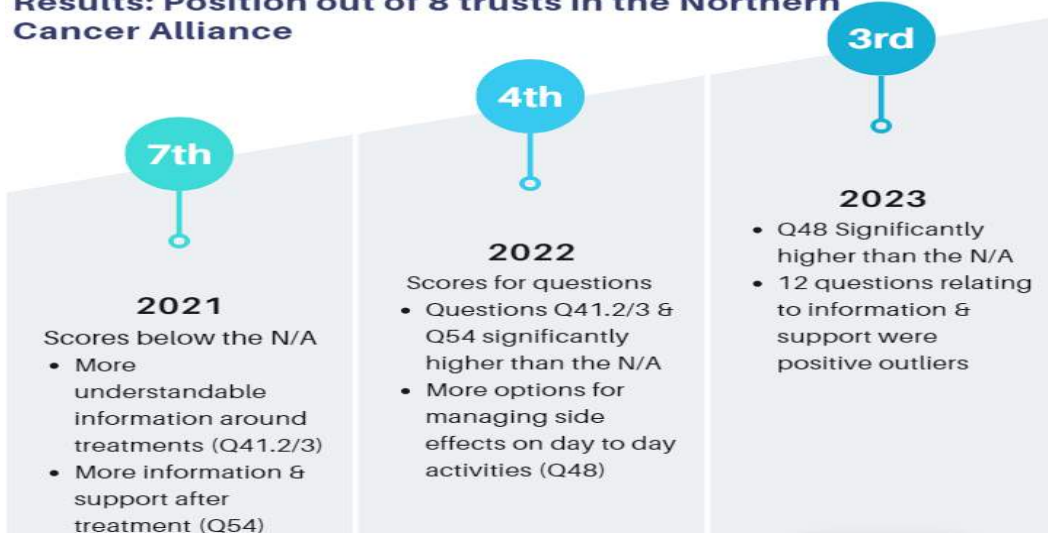 Results: Position out of 8 trusts in the Northern
Cancer Alliance
7th
2021
Scores below the N/A
• More
understandable
information around
treatments (Q41.2/3)
• More information &
support after
treatment (Q54)
4th
2022
Scores for questions
• Questions Q41.2/3 &
Q54 significantly
higher than the N/A
• More options for
managing side
effects on day to day
activities (Q48)
3rd
2023
• Q48 Significantly
higher than the N/A
• 12 questions relating
to information &
support were
positive outliers